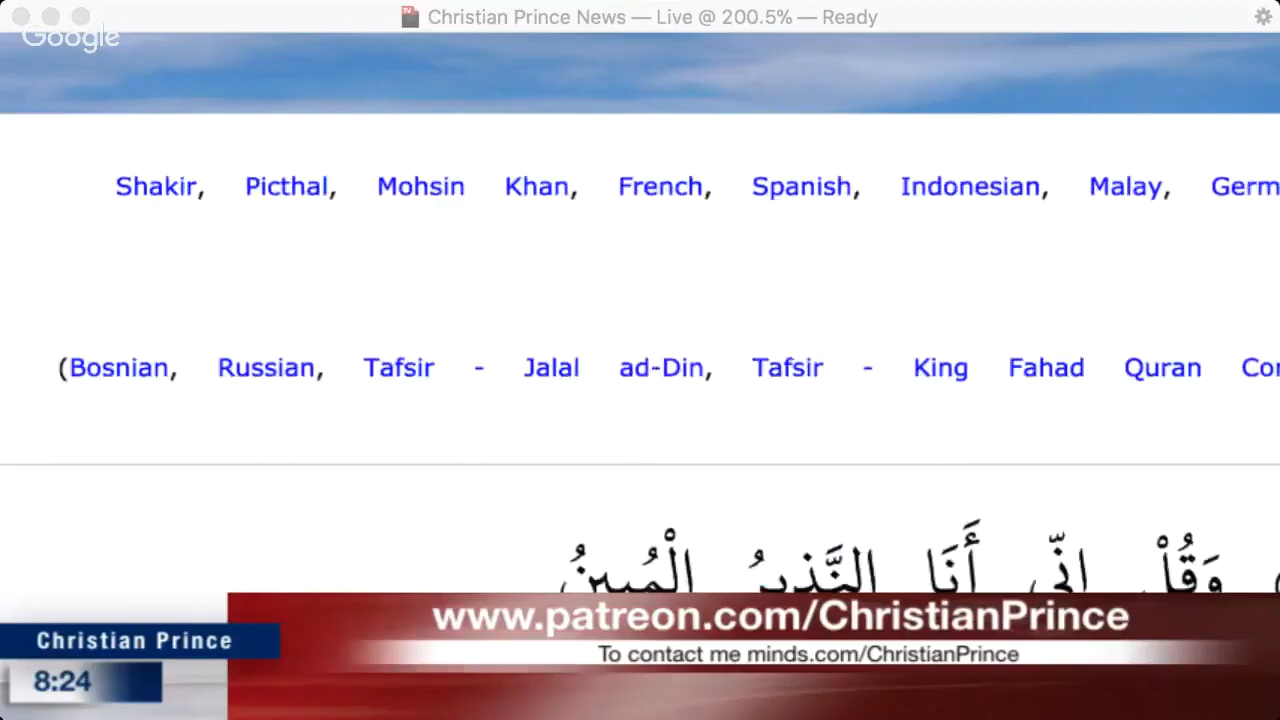 Christian Prince News — Live @ 200.5% — Ready
Google
Shakir, Picthal, Mohsin Khan, French, Spanish, Indonesian, Malay, Germ
(Bosnian, Russian, Tafsir - Jalal ad-Din, Tafsir - King Fahad Quran Con
وَقُلْ إِنِّي أَنَا النَّذِيرُ الْمُبِينُ
www.patreon.com/ChristianPrince
To contact me minds.com/ChristianPrince
Christian Prince
8:24